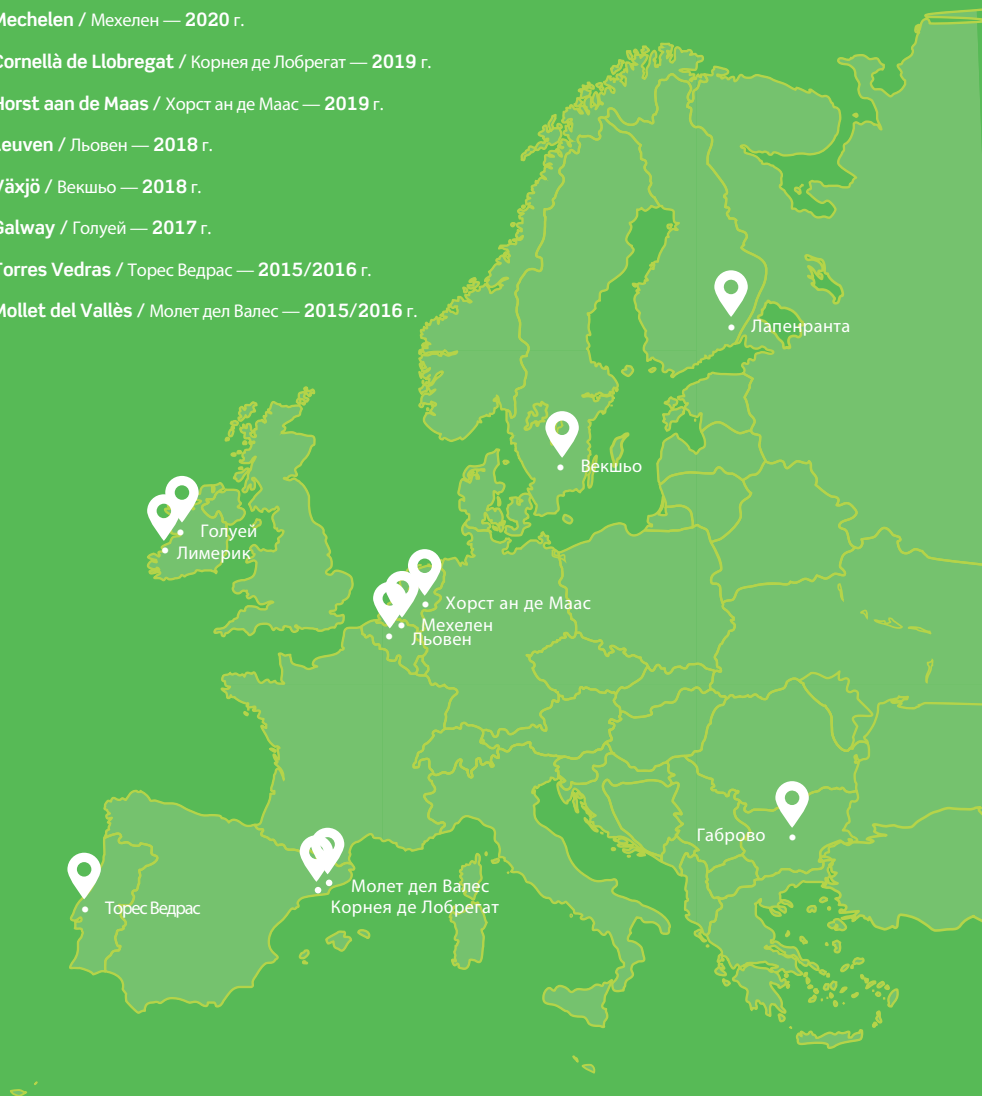 Mechelen / Мехелен — 2020 г.
Cornellà de Llobregat / Корнея де Лобрегат — 2019 г.
Horst aan de Maas / Хорст ан де Маас — 2019 г.
Leuven / Льовен — 2018 г.
Växjö / Векшьо — 2018 г.
Galway / Голуей — 2017 г.
Torres Vedras / Торес Ведрас — 2015/2016 г.
Mollet del Vallès / Молет дел Валес — 2015/2016 г.
Лапенранта
Векшьо
Голуей
Лимерик
Хорст ан де Маас
Мехелен
Льовен
Габрово
Молет дел Валес
Корнея де Лобрегат
Торес Ведрас